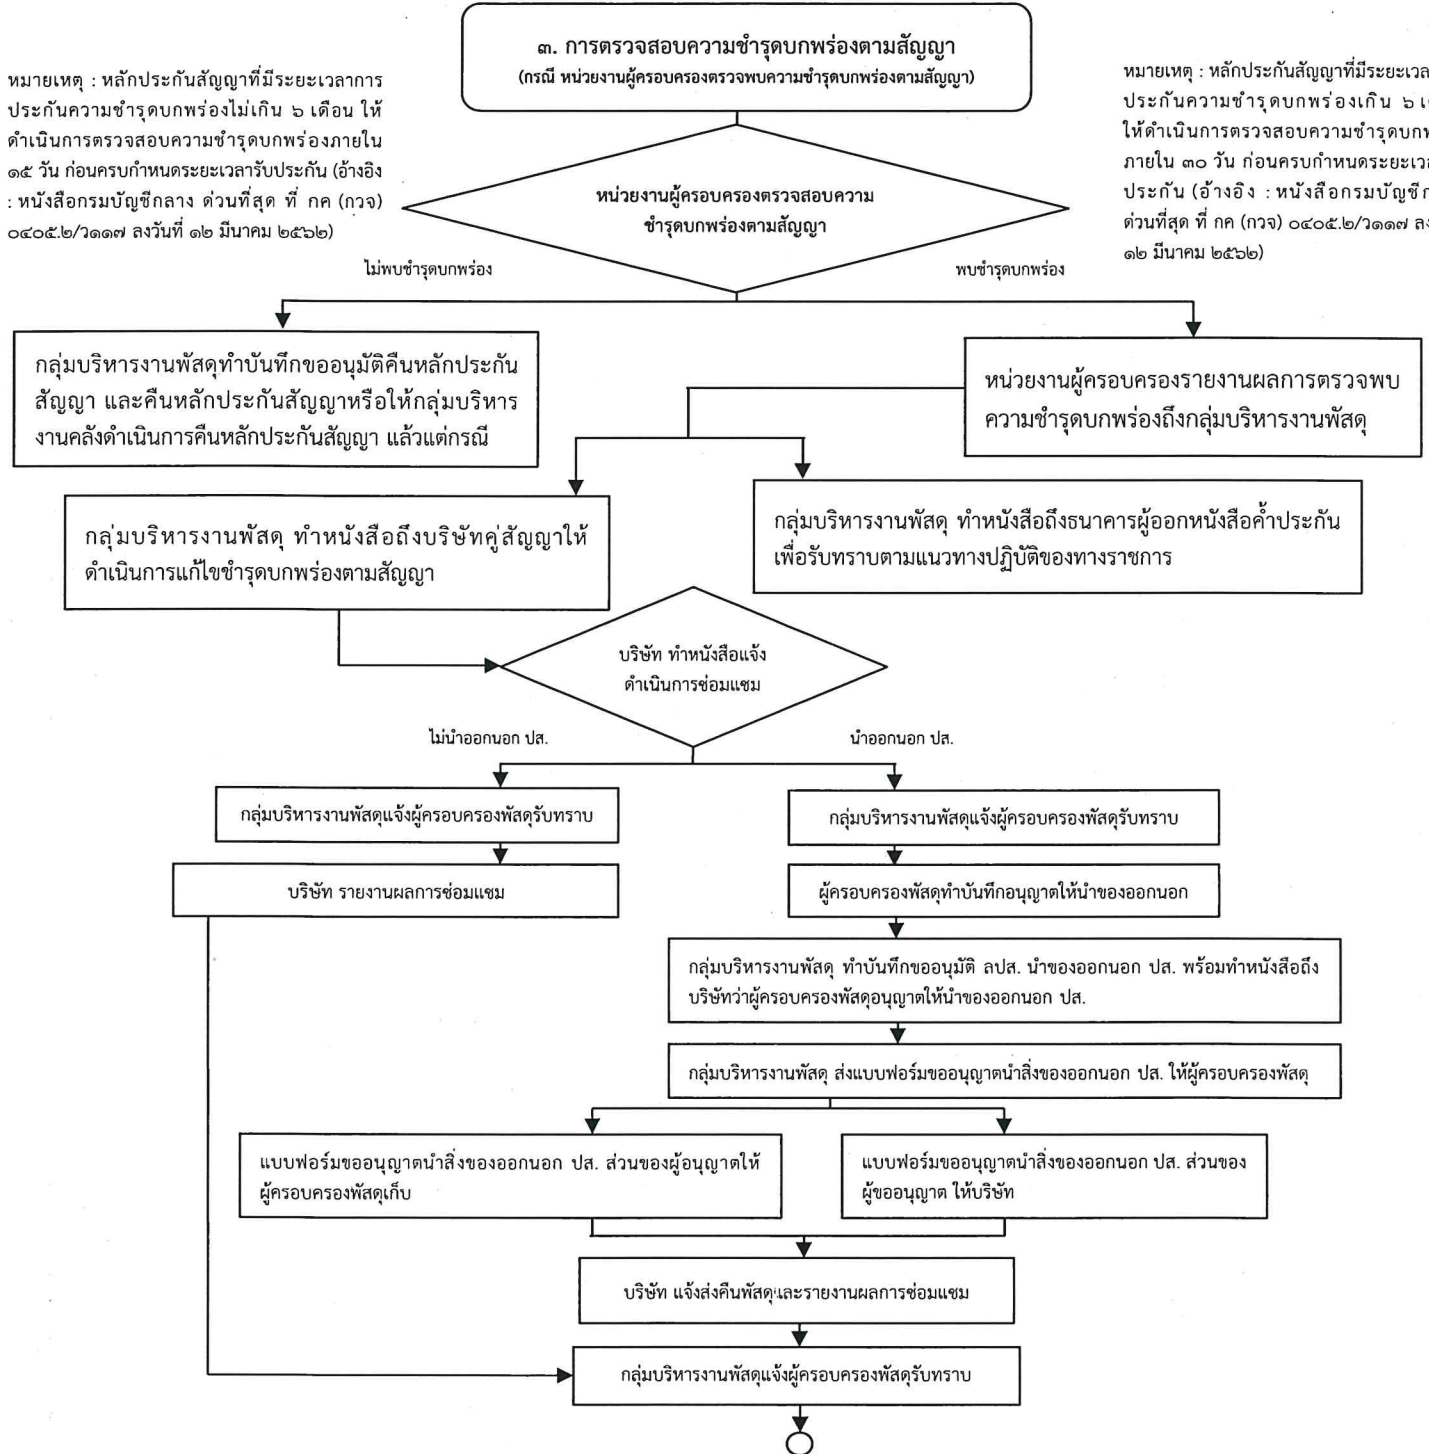 ๓. การตรวจสอบความชำรุดบกพร่องตามสัญญา
(กรณี หน่วยงานผู้ครอบครองตรวจพบความชำรุดบกพร่องตามสัญญา)
หมายเหตุ : หลักประกันสัญญาที่มีระยะเวลาการ
ประกันความชำรุดบกพร่องไม่เกิน ๖ เดือน ให้
ดำเนินการตรวจสอบความชำรุดบกพร่องภายใน
๑๕ วัน ก่อนครบกำหนดระยะเวลารับประกัน (อ้างอิง
: หนังสือกรมบัญชีกลาง ด่วนที่สุด ที่ กค (กวจ)
๐๔๐๕.๒/ว๑๑๗ ลงวันที่ ๑๒ มีนาคม ๒๕๖๒)
หมายเหตุ : หลักประกันสัญญาที่มีระยะเวล
ประกันความชำรุดบกพร่องเกิน ๖
ให้ดำเนินการตรวจสอบความชำรุดบกพ
ภายใน ๓๐ วัน ก่อนครบกำหนดระยะเวล
ประกัน (อ้างอิง : หนังสือกรมบัญชีก
ด่วนที่สุด ที่ กค (กวจ) ๐๔๐๕.๒/ว๑๑๗
๑๒ มีนาคม ๒๕๖๒)
หน่วยงานผู้ครอบครองตรวจสอบความ
ชำรุดบกพร่องตามสัญญา
ไม่พบชำรุดบกพร่อง
พบชำรุดบกพร่อง
กลุ่มบริหารงานพัสดุทำบันทึกขออนุมัติคืนหลักประกัน
สัญญา และคืนหลักประกันสัญญาหรือให้กลุ่มบริหาร
งานคลังดำเนินการคืนหลักประกันสัญญา แล้วแต่กรณี
หน่วยงานผู้ครอบครองรายงานผลการตรวจพบ
ความชำรุดบกพร่องถึงกลุ่มบริหารงานพัสดุ
กลุ่มบริหารงานพัสดุ ทำหนังสือถึงบริษัทคู่สัญญาให้
ดำเนินการแก้ไขชำรุดบกพร่องตามสัญญา
กลุ่มบริหารงานพัสดุ ทำหนังสือถึงธนาคารผู้ออกหนังสือค้ำประกัน
เพื่อรับทราบตามแนวทางปฏิบัติของทางราชการ
บริษัท ทำหนังสือแจ้ง
ดำเนินการซ่อมแซม
ไม่นำออกนอก ปส.
นำออกนอก ปส.
กลุ่มบริหารงานพัสดุแจ้งผู้ครอบครองพัสดุรับทราบ
บริษัท รายงานผลการซ่อมแซม
กลุ่มบริหารงานพัสดุแจ้งผู้ครอบครองพัสดุรับทราบ
ผู้ครอบครองพัสดุทำบันทึกอนุญาตให้นำของออกนอก
กลุ่มบริหารงานพัสดุ ทำบันทึกขออนุมัติ ลปส. นำของออกนอก ปส. พร้อมทำหนังสือถึง
บริษัทว่าผู้ครอบครองพัสดุอนุญาตให้นำของออกนอก ปส.
กลุ่มบริหารงานพัสดุ ส่งแบบฟอร์มขออนุญาตนำสิ่งของออกนอก ปส. ให้ผู้ครอบครองพัสดุ
แบบฟอร์มขออนุญาตนำสิ่งของออกนอก ปส. ส่วนของผู้อนุญาตให้
ผู้ครอบครองพัสดุเก็บ
แบบฟอร์มขออนุญาตนำสิ่งของออกนอก ปส. ส่วนของ
ผู้ขออนุญาต ให้บริษัท
บริษัท แจ้งส่งคืนพัสดุและรายงานผลการซ่อมแซม
กลุ่มบริหารงานพัสดุแจ้งผู้ครอบครองพัสดุรับทราบ